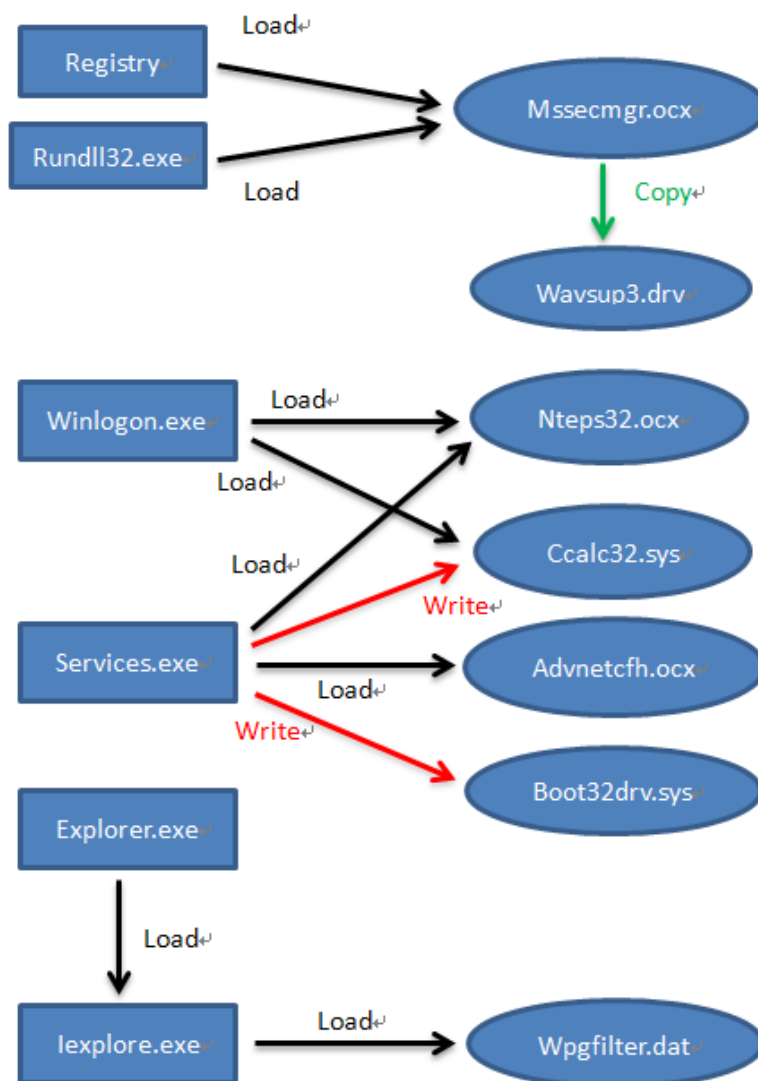 Load
Registry
Mssecmgr.ocx
Rundll32.exe
Load
Copy
Wavsup3.drv
Winlogon.exe
Load
Nteps32.ocx
Load
Load
Ccalc32.sys
Write
Services.exe
Load
Advnetcfh.ocx
Write
Boot32drv.sys
Explorer.exe
Load
Iexplore.exe
Load
Wpgfilter.dat